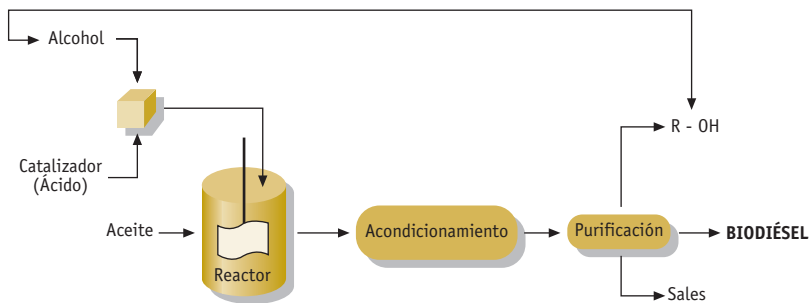 Alcohol
R - OH
Catalizador
(Ácido)
Aceite
Reactor
Acondicionamiento
Purificación
BIODIÉSEL
Sales